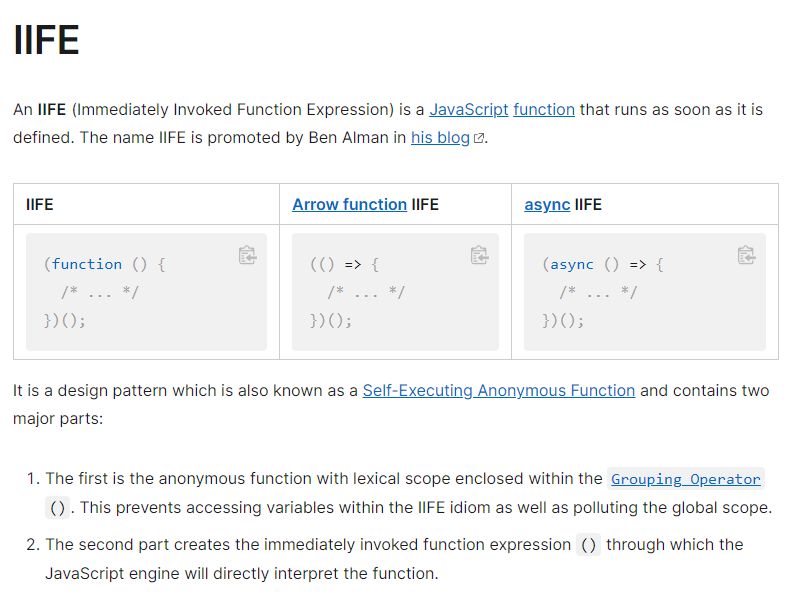 IIFE
An IIFE (Immediately Invoked Function Expression) is a JavaScript function that runs as soon as it is
defined. The name IIFE is promoted by Ben Alman in his blog.
IIFE
Arrow function IIFE
async IIFE
(function () {
  /* ... */
})();
(() => {
  /* ... */
})();
(async () => {
  /* ... */
})();
It is a design pattern which is also known as a Self-Executing Anonymous Function and contains two
major parts:
1. The first is the anonymous function with lexical scope enclosed within the Grouping Operator
(). This prevents accessing variables within the IIFE idiom as well as polluting the global scope.
2. The second part creates the immediately invoked function expression () through which the
JavaScript engine will directly interpret the function.